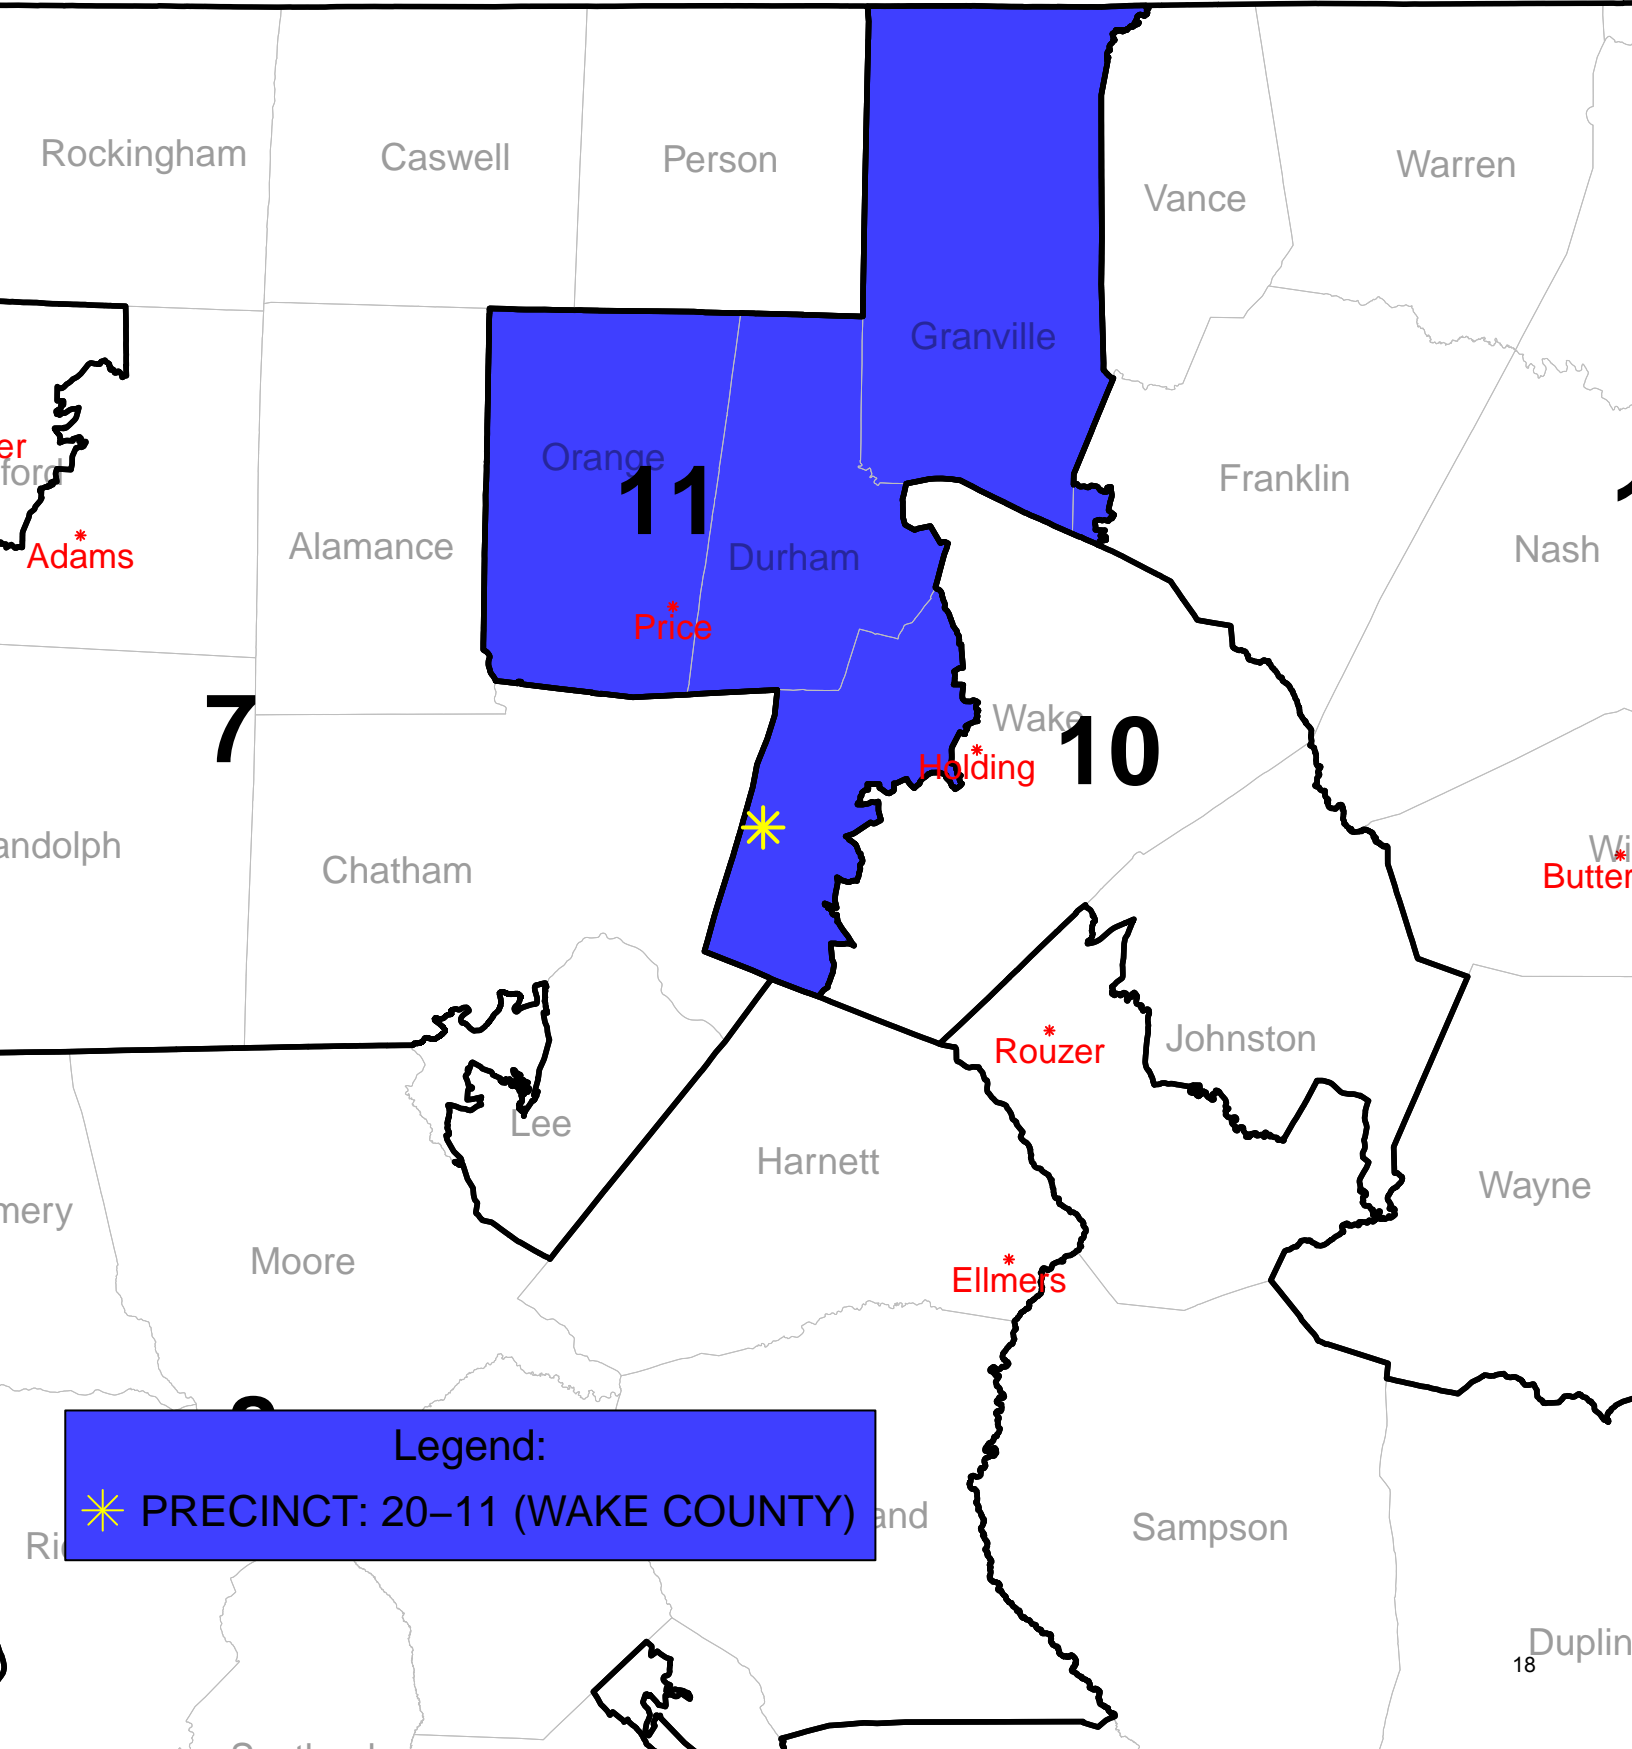 Rockingham
Caswell
Person
Vance
Warren
Granville
er
ford
Orange
11
Franklin
Adams
Alamance
Durham
Nash
Price
7
Wake
10
Holding
andolph
Chatham
Wi
Butter
Rouzer
Johnston
Lee
Harnett
Wayne
mery
Moore
Ellmers
Legend:
PRECINCT: 20–11 (WAKE COUNTY)
and
Sampson
Ri
Duplin
18